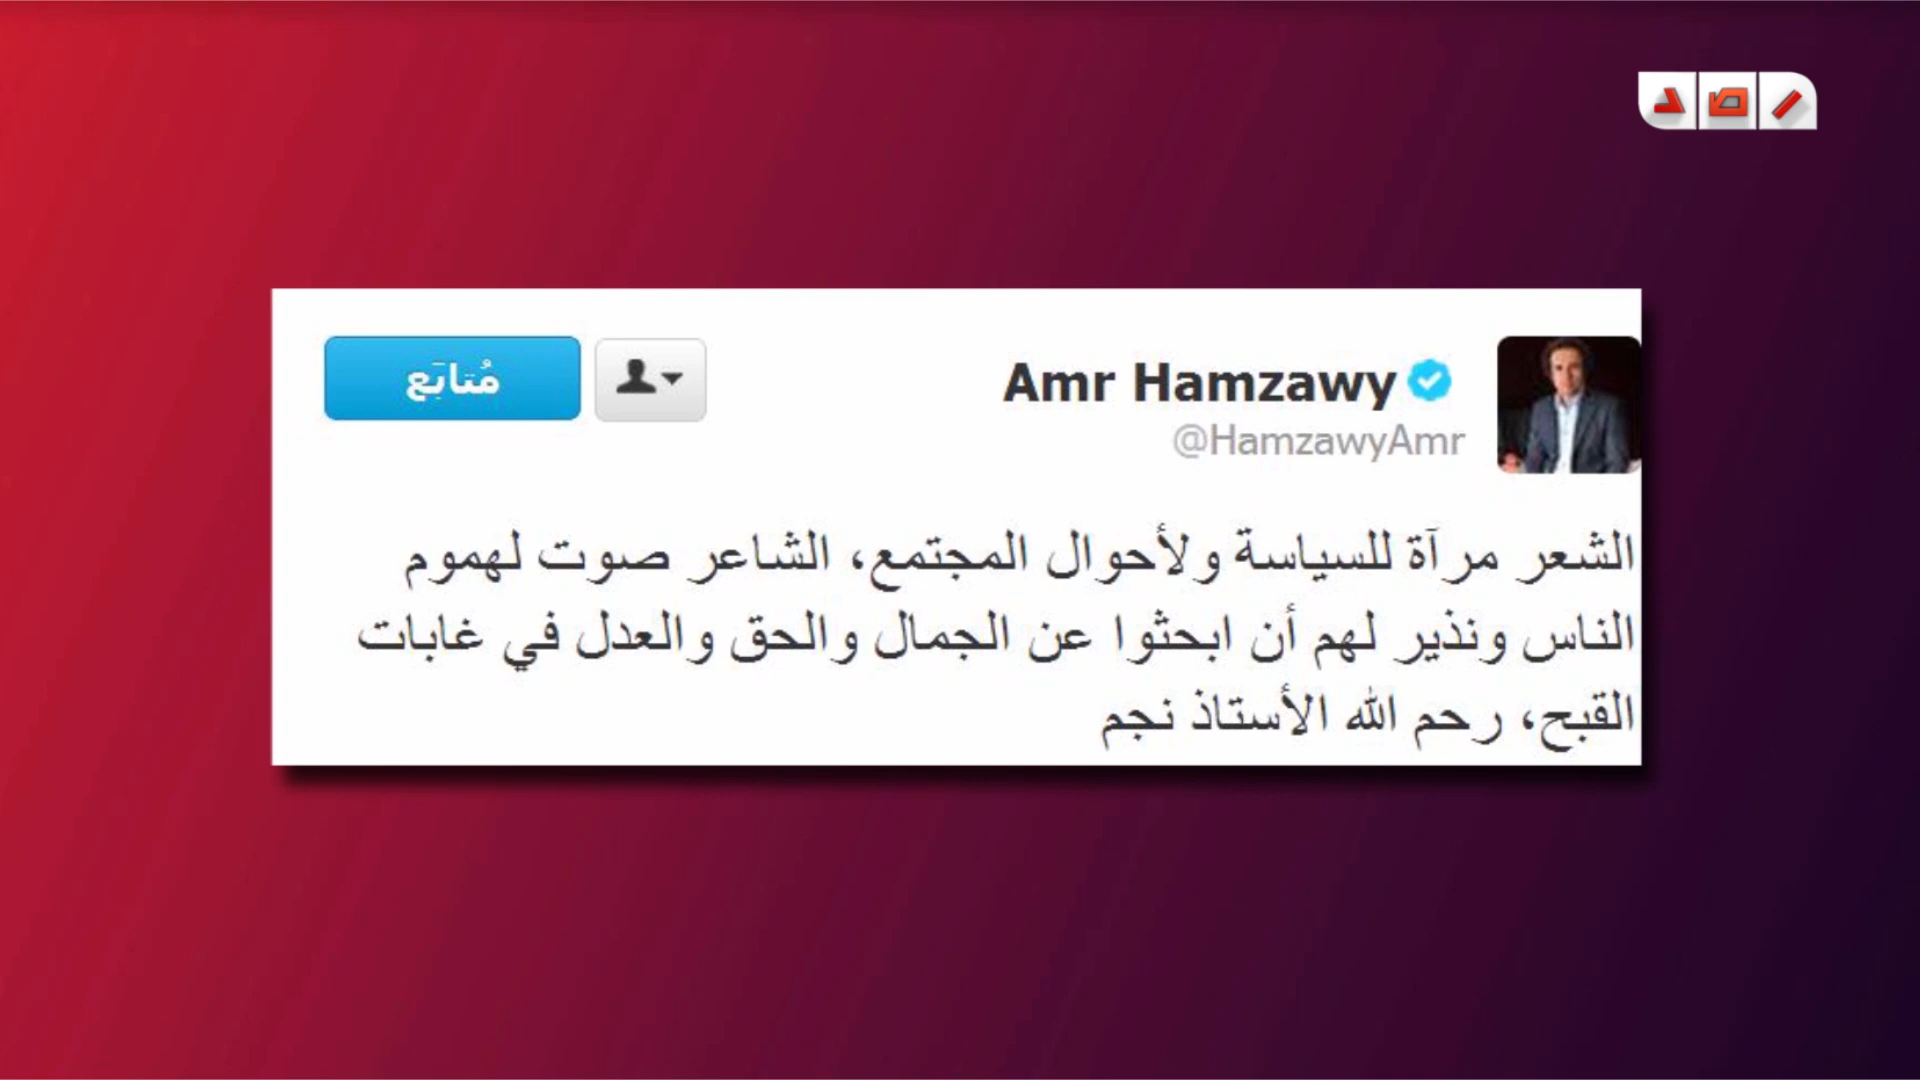 رصد
Amr Hamzawy
@HamzawyAmr
مُتابَع
الشعر مرآة للسياسة ولأحوال المجتمع، الشاعر صوت لهموم
الناس ونذير لهم أن ابحثوا عن الجمال والحق والعدل في غابات
القبح، رحم الله الأستاذ نجم